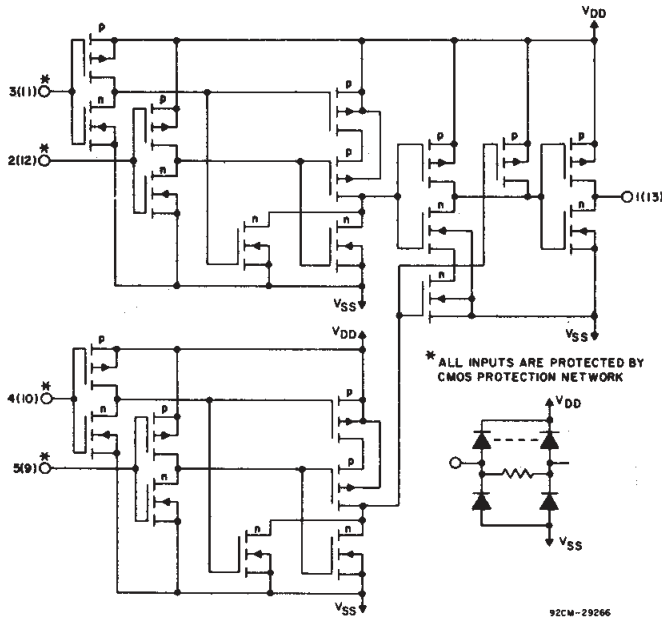 VDD
p
3(11) *
n
p
2(12) *
n
p
p
n
n
VSS
p
n
n
p
p
n
1(13)
VSS
p
4(10) *
n
p
5(9) *
n
VDD
p
p
n
n
VSS
* ALL INPUTS ARE PROTECTED BY
CMOS PROTECTION NETWORK
VDD
VSS
92CM-29266